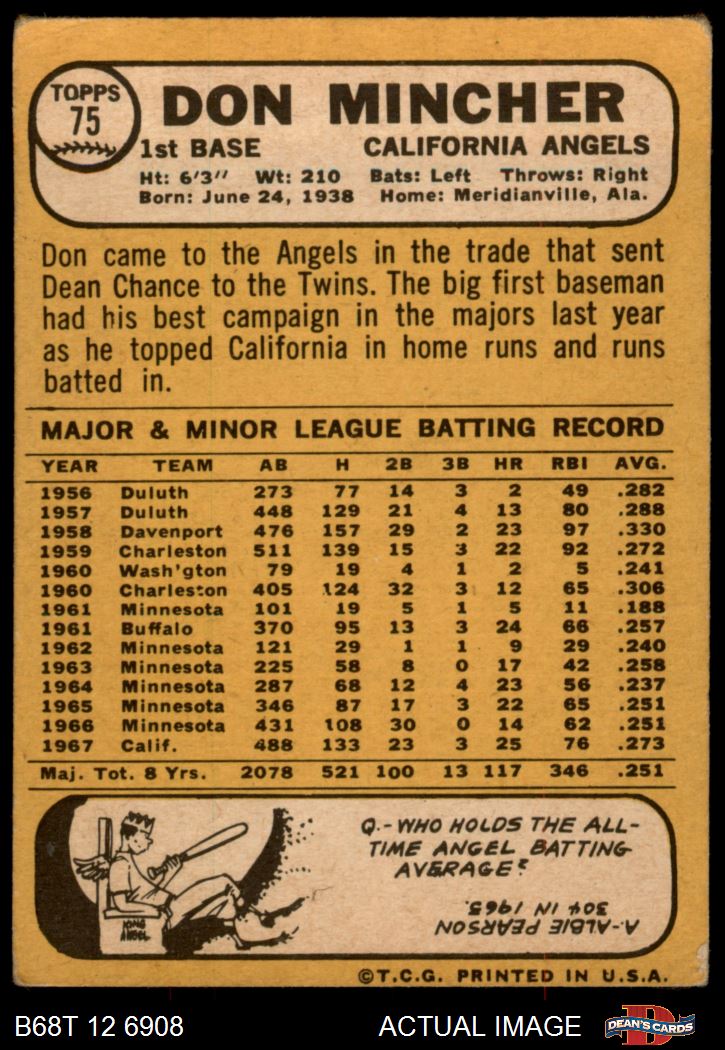 TOPPS
75
DON MINCHER
1st BASE CALIFORNIA ANGELS
Ht: 6'3" Wt: 210 Bats: Left Throws: Right
Born: June 24, 1938 Home: Meridianville, Ala.
Don came to the Angels in the trade that sent
Dean Chance to the Twins. The big first baseman
had his best campaign in the majors last year
as he topped California in home runs and runs
batted in.
MAJOR & MINOR LEAGUE BATTING RECORD
YEAR TEAM AB H 2B 3B HR RBI AVG.
1956 Duluth 273 77 14 3 2 49 .282
1957 Duluth 448 129 21 4 13 80 .288
1958 Davenport 476 157 29 2 23 97 .330
1959 Charleston 511 139 15 3 22 92 .272
1960 Wash'gton 79 19 4 1 2 5 .241
1960 Charleston 405 124 32 3 12 65 .306
1961 Minnesota 101 19 5 1 5 11 .188
1961 Buffalo 370 95 13 3 24 66 .257
1962 Minnesota 121 29 1 1 9 29 .240
1963 Minnesota 225 58 8 0 17 42 .258
1964 Minnesota 287 68 12 4 23 56 .237
1965 Minnesota 346 87 17 3 22 65 .251
1966 Minnesota 431 108 30 0 14 62 .251
1967 Calif. 488 133 23 3 25 76 .273
Maj. Tot. 8 Yrs. 2078 521 100 13 117 346 .251
Q.-WHO HOLDS THE ALL-
TIME ANGEL BATTING
AVERAGE?
A-ALBIE PEARSON
304 IN 1965.
KING
ANGEL
©T.C.G. PRINTED IN U.S.A.
B68T 12 6908 ACTUAL IMAGE
D
DEAN'S CARDS